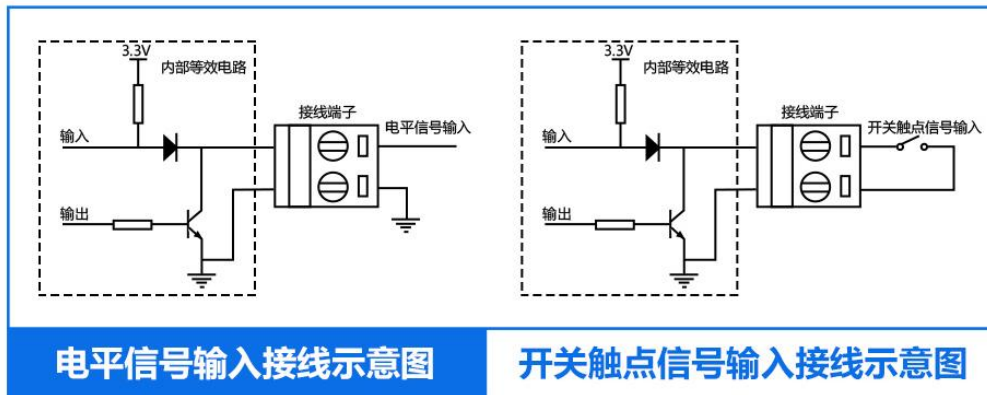 3.3V
内部等效电路
接线端子
输入
电平信号输入
输出
3.3V
内部等效电路
接线端子
输入
开关触点信号输入
输出
电平信号输入接线示意图
开关触点信号输入接线示意图